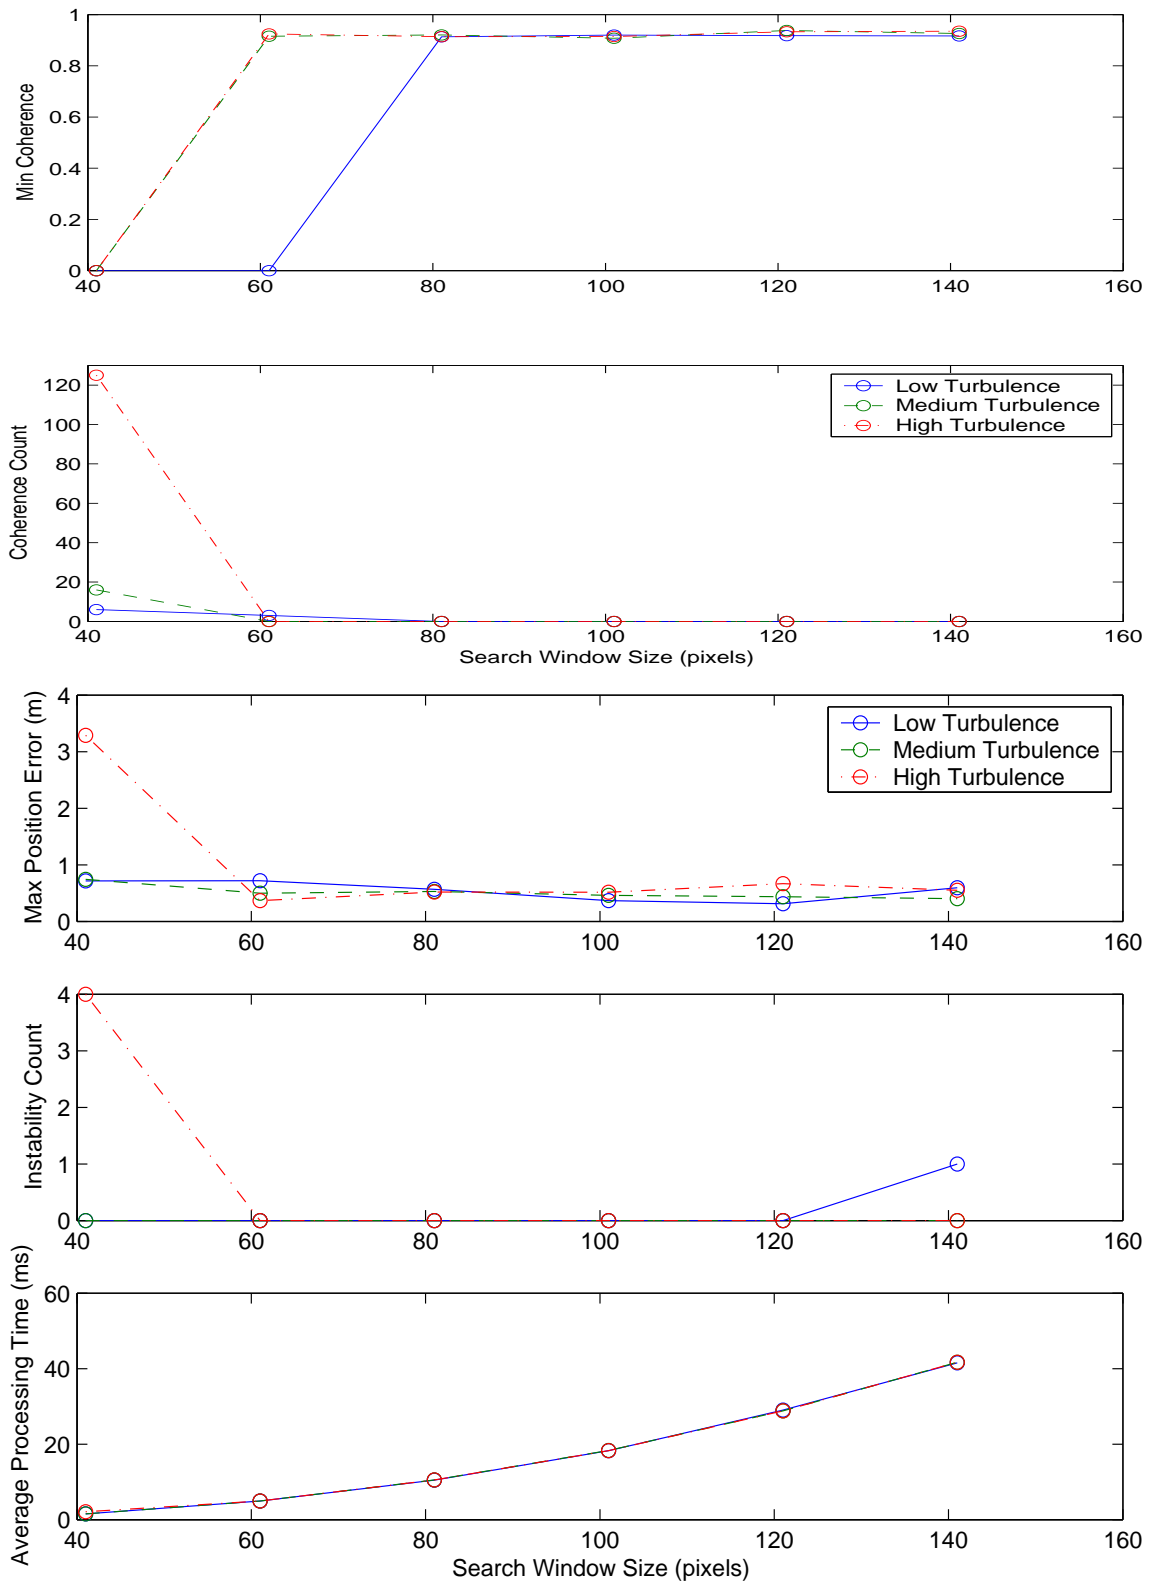 Min Coherence
1
0.8
0.6
0.4
0.2
0
40 60 80 100 120 140 160
Coherence Count
120
100
80
60
40
20
0
Low Turbulence
Medium Turbulence
High Turbulence
40 60 80 100 120 140 160
Search Window Size (pixels)
Max Position Error (m)
4
3
2
1
0
Low Turbulence
Medium Turbulence
High Turbulence
40 60 80 100 120 140 160
Instability Count
4
3
2
1
0
40 60 80 100 120 140 160
Average Processing Time (ms)
60
40
20
0
40 60 80 100 120 140 160
Search Window Size (pixels)